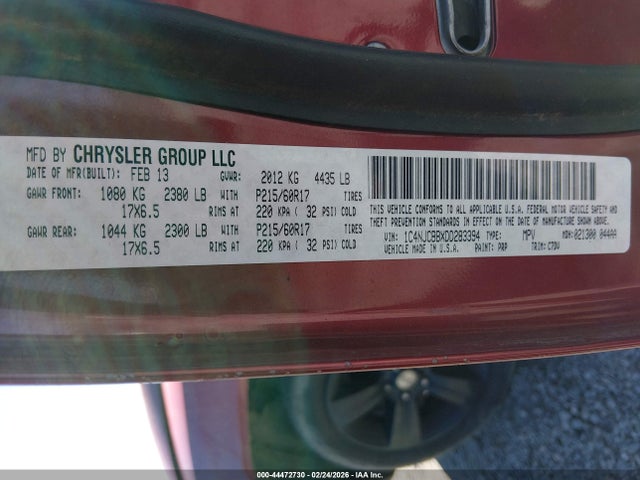 MFD BY CHRYSLER GROUP LLC
DATE OF MFR(BUILT): FEB 13 GVWR: 2012 KG 4435 LB
GAWR FRONT: 1080 KG 2380 LB WITH P215/60R17 TIRES
17X6.5 RIMS AT 220 KPA ( 32 PSI) COLD
GAWR REAR: 1044 KG 2300 LB WITH P215/60R17 TIRES
17X6.5 RIMS AT 220 KPA ( 32 PSI) COLD
THIS VEHICLE CONFORMS TO ALL APPLICABLE U.S.A. FEDERAL MOTOR VEHICLE SAFETY AND
THEFT PREVENTION STANDARDS IN EFFECT ON THE DATE OF MANUFACTURE SHOWN ABOVE.
VIN: 1C4NJCBBXDD283394 TYPE: MPV MDH:021300 04AAA
VEHICLE MADE IN U.S.A. PAINT: PRP TRIM: C7DV
000-44472730 - 02/24/2026 - IAA Inc.